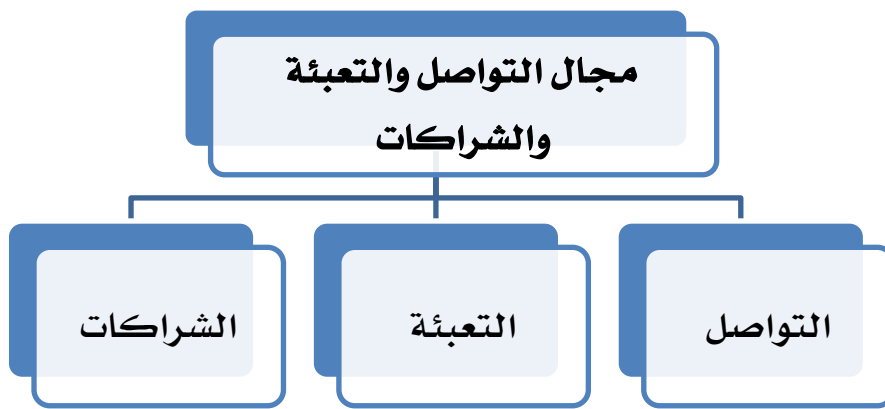 مجال التواصل والتعبئة
والشراكات
التواصل
التعبئة
الشراكات